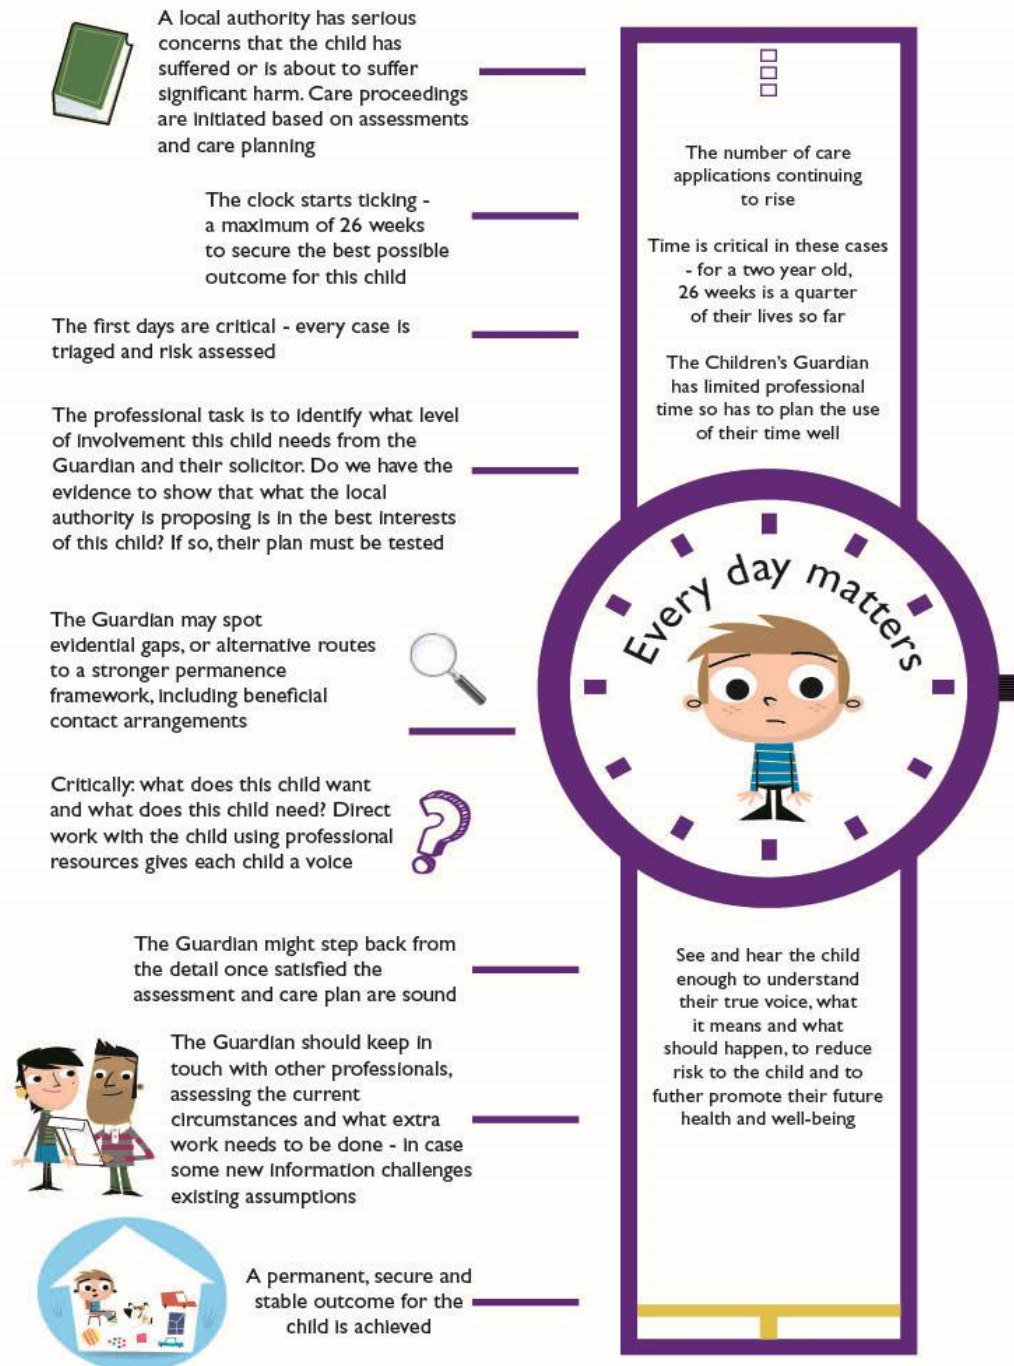 A local authority has serious
concerns that the child has
suffered or is about to suffer
significant harm. Care proceedings
are initiated based on assessments
and care planning
The clock starts ticking -
a maximum of 26 weeks
to secure the best possible
outcome for this child
The first days are critical - every case is
triaged and risk assessed
The professional task is to identify what level
of involvement this child needs from the
Guardian and their solicitor. Do we have the
evidence to show that what the local
authority is proposing is in the best interests
of this child? If so, their plan must be tested
The Guardian may spot
evidential gaps, or alternative routes
to a stronger permanence
framework, including beneficial
contact arrangements
Critically: what does this child want
and what does this child need? Direct
work with the child using professional
resources gives each child a voice
The Guardian might step back from
the detail once satisfied the
assessment and care plan are sound
The Guardian should keep in
touch with other professionals,
assessing the current
circumstances and what extra
work needs to be done - in case
some new information challenges
existing assumptions
A permanent, secure and
stable outcome for the
child is achieved
The number of care
applications continuing
to rise
Time is critical in these cases
- for a two year old,
26 weeks is a quarter
of their lives so far
The Children's Guardian
has limited professional
time so has to plan the use
of their time well
Every day matters
See and hear the child
enough to understand
their true voice, what
it means and what
should happen, to reduce
risk to the child and to
futher promote their future
health and well-being